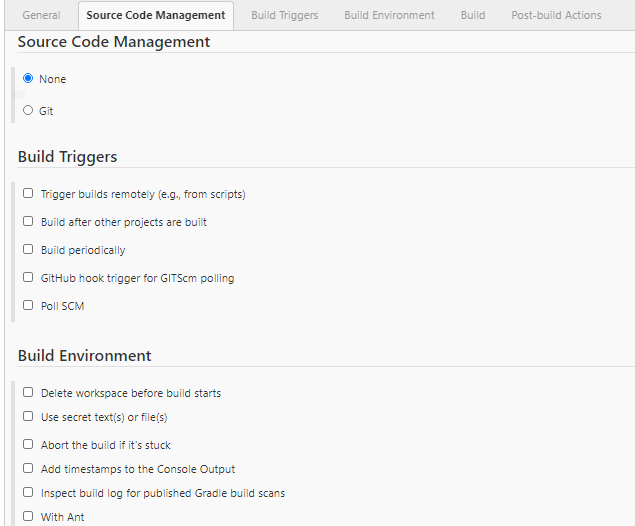 General Source Code Management Build Triggers Build Environment Build Post-build Actions
Source Code Management
None
Git
Build Triggers
Trigger builds remotely (e.g., from scripts)
Build after other projects are built
Build periodically
GitHub hook trigger for GITScm polling
Poll SCM
Build Environment
Delete workspace before build starts
Use secret text(s) or file(s)
Abort the build if it's stuck
Add timestamps to the Console Output
Inspect build log for published Gradle build scans
With Ant